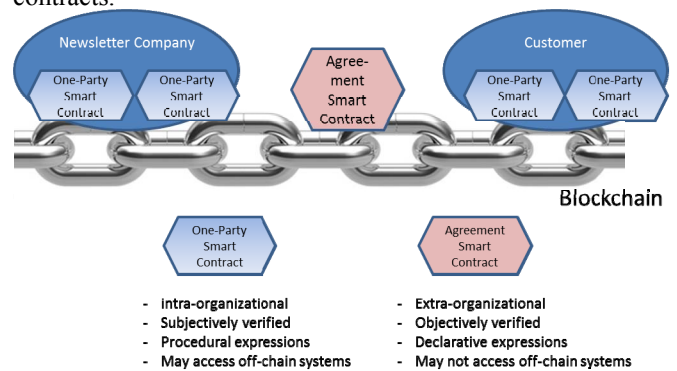 contracts.
Newsletter Company
Customer
One-Party
Smart
Contract
One-Party
Smart
Contract
Agree-
ment
Smart
Contract
One-Party
Smart
Contract
One-Party
Smart
Contract
Blockchain
One-Party
Smart
Contract
Agreement
Smart
Contract
- intra-organizational
- Subjectively verified
- Procedural expressions
- May access off-chain systems
- Extra-organizational
- Objectively verified
- Declarative expressions
- May not access off-chain systems